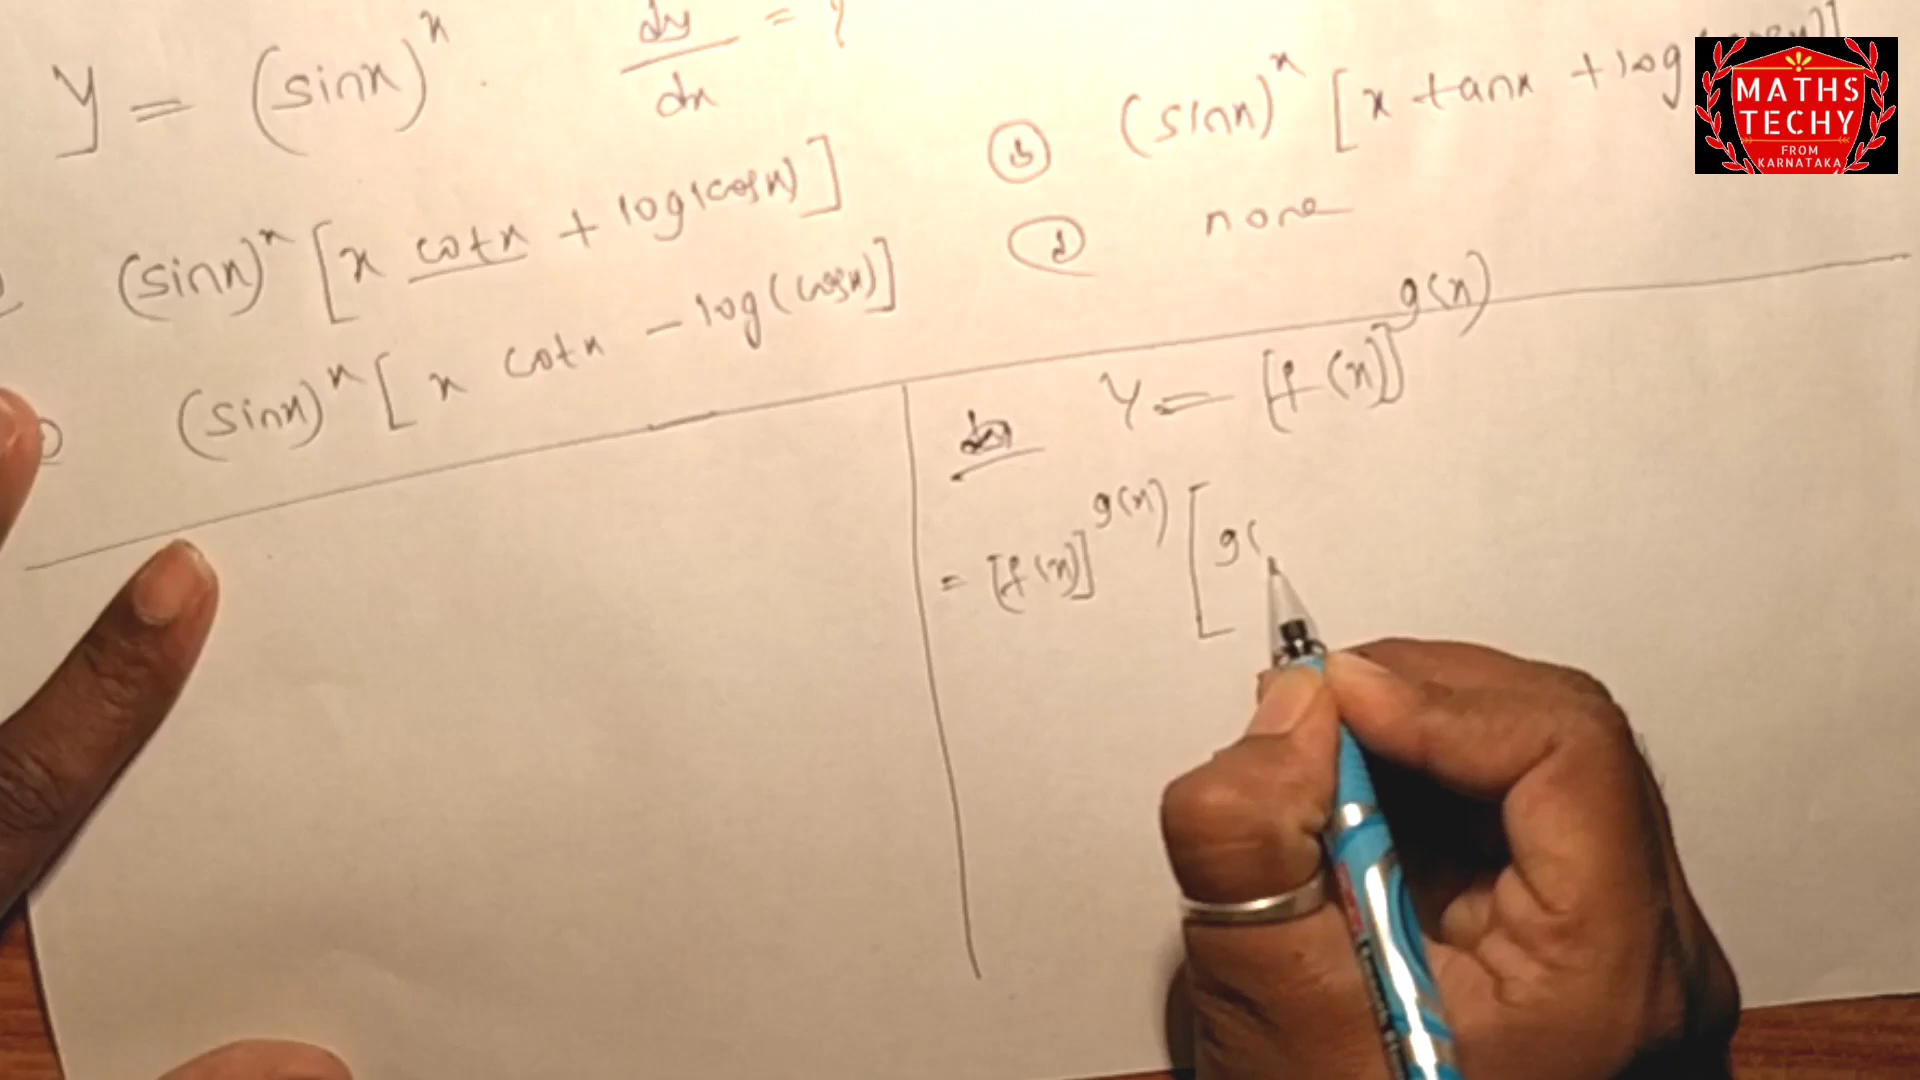 y = (sinx)^x . dy/dx = ?
(sinx)^x [x cotx + log(cosx)]
(b) (sinx)^x [x tanx + log
(sinx)^x [x cotx - log(cosx)]
(d) none
y = [f(x)]^g(x)
= [f(x)]^g(x) [g(
MATHS
TECHY
FROM
KARNATAKA